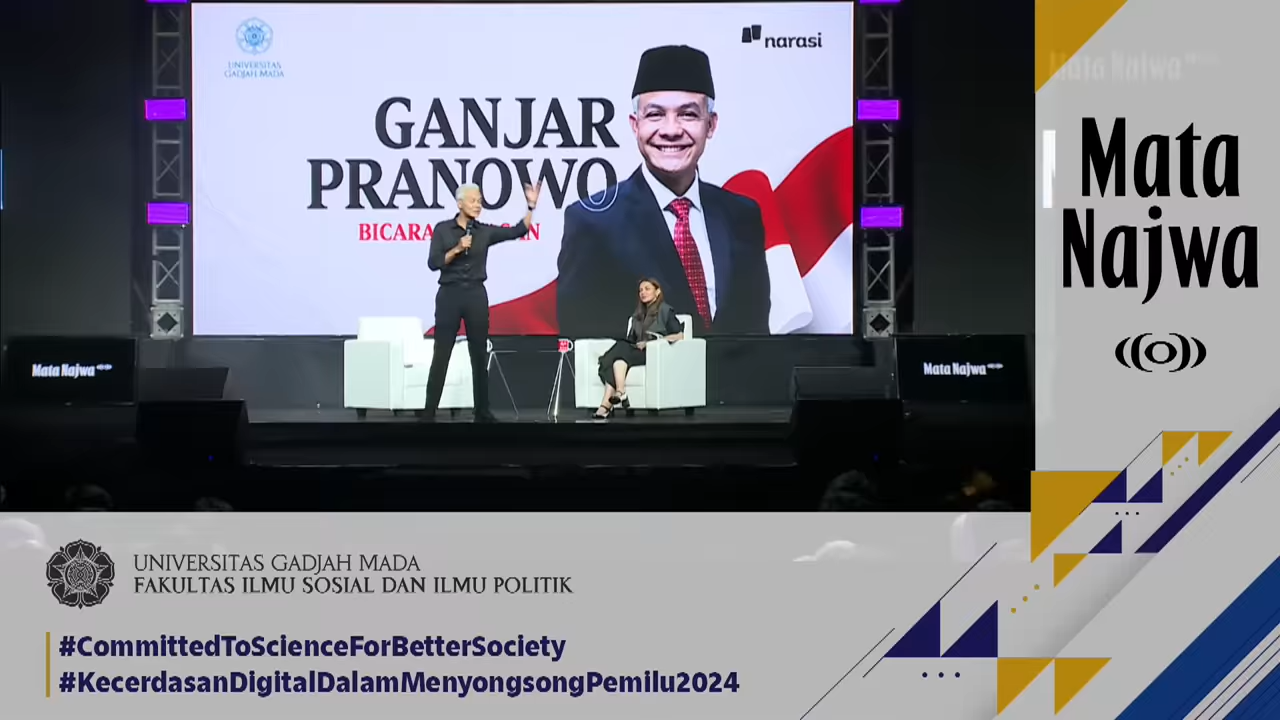 UNIVERSITAS
GADJAH MADA
narasi
GANJAR
PRANOWO
BICARA
Mata Najwa
Mata Najwa
Mata Najwa
Mata
Najwa
UNIVERSITAS GADJAH MADA
FAKULTAS ILMU SOSIAL DAN ILMU POLITIK
#CommittedToScienceForBetterSociety
#KecerdasanDigitalDalamMenyongsongPemilu2024